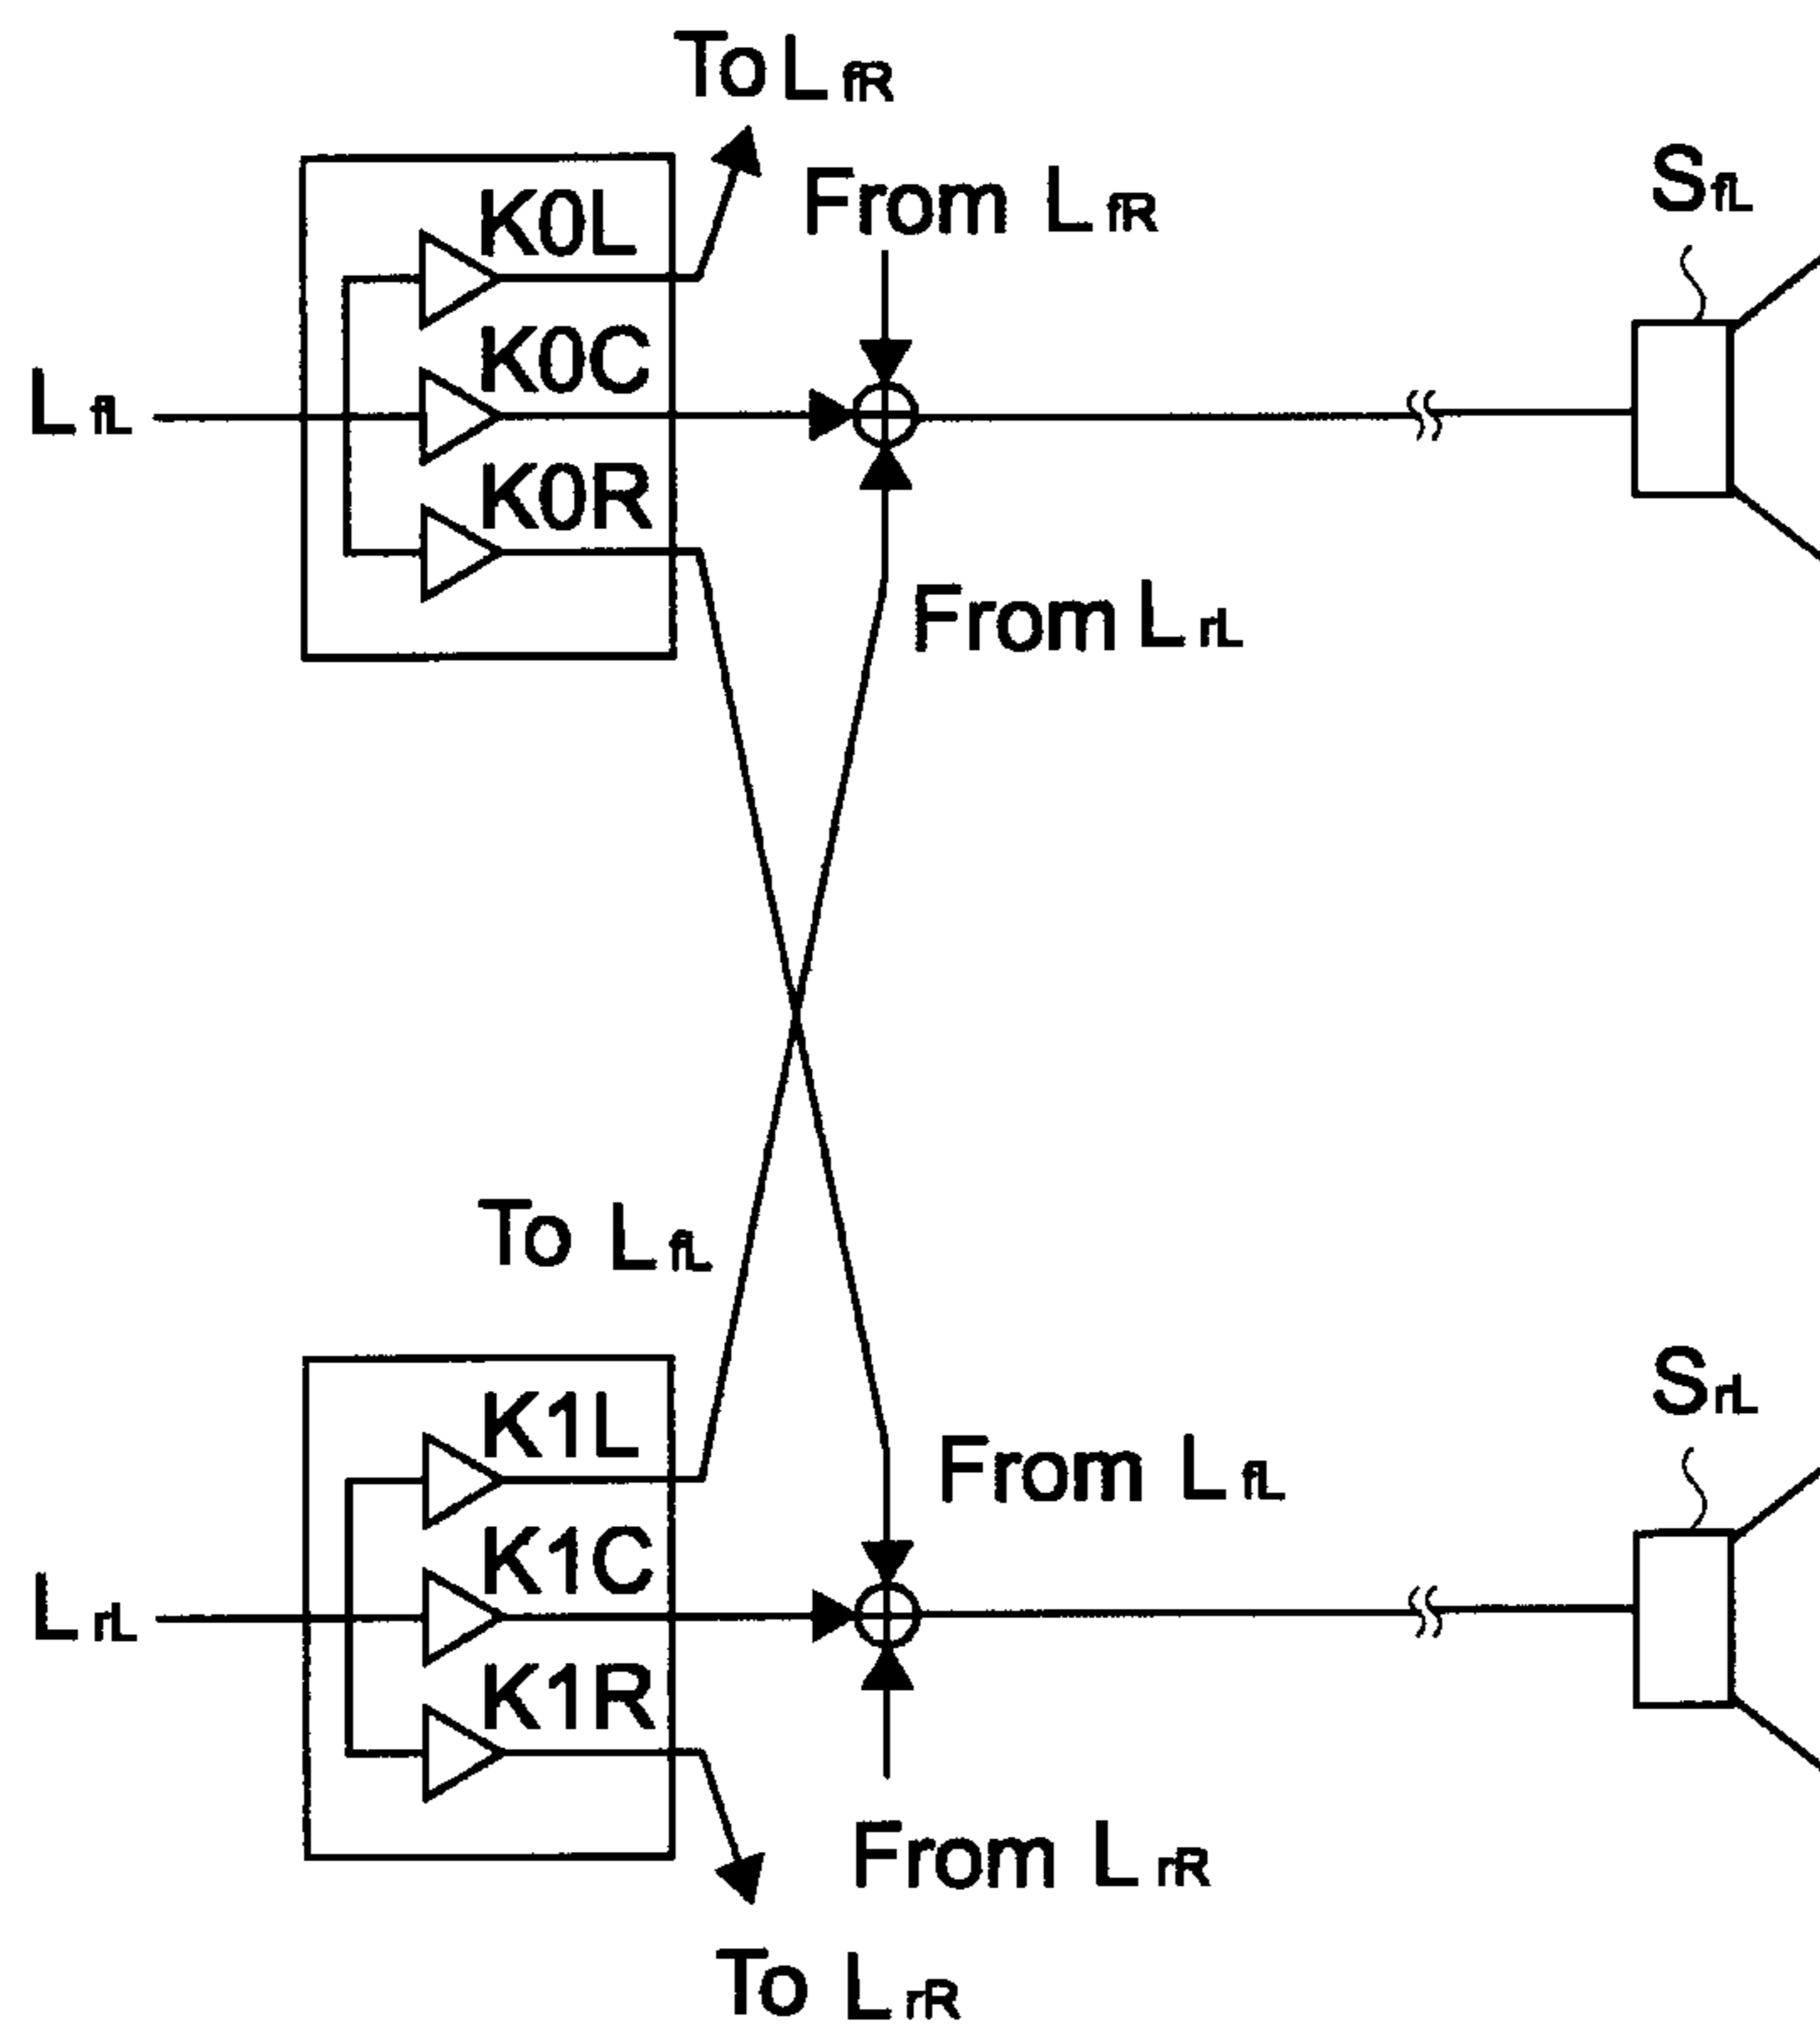 To LfR
From LfR
SfL
K0L
K0C
LfL
K0R
From LrL
To LfL
SrL
K1L
From LfL
K1C
LrL
K1R
From LrR
To LrR